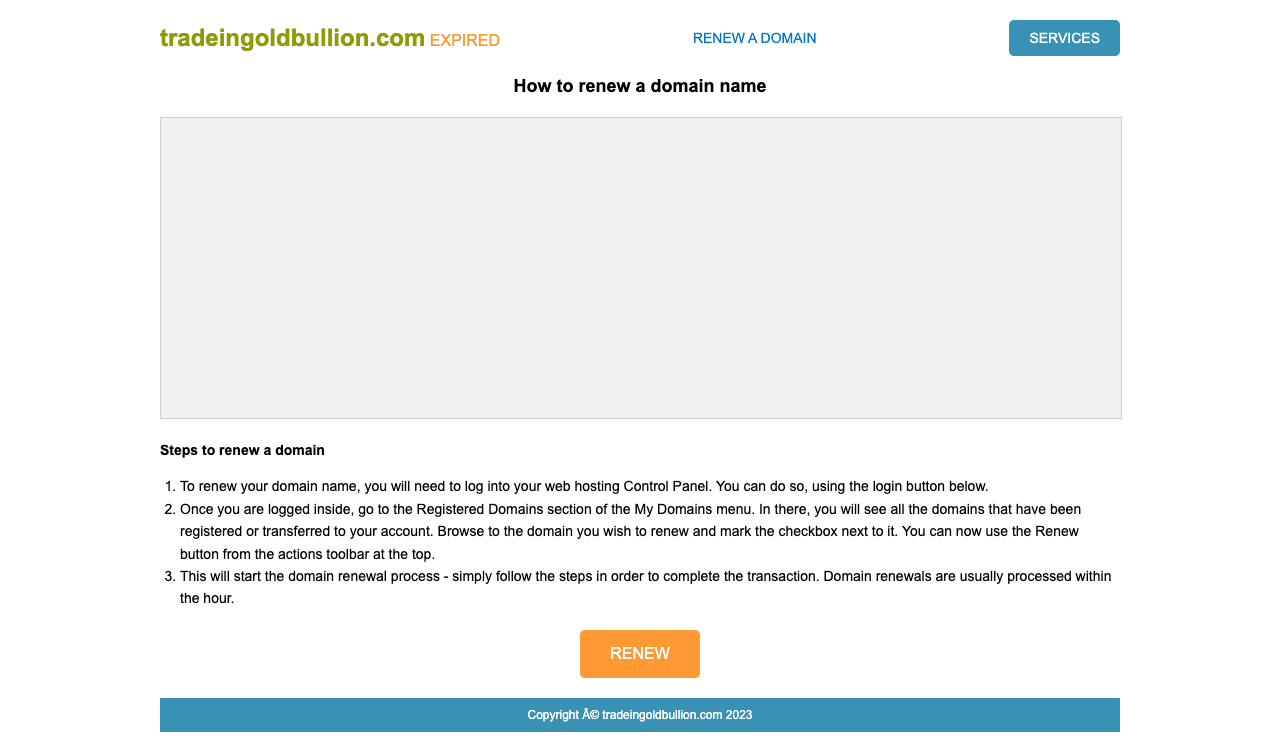 tradeingoldbullion.com EXPIRED
RENEW A DOMAIN
SERVICES
How to renew a domain name
Steps to renew a domain
1. To renew your domain name, you will need to log into your web hosting Control Panel. You can do so, using the login button below.
2. Once you are logged inside, go to the Registered Domains section of the My Domains menu. In there, you will see all the domains that have been
registered or transferred to your account. Browse to the domain you wish to renew and mark the checkbox next to it. You can now use the Renew
button from the actions toolbar at the top.
3. This will start the domain renewal process - simply follow the steps in order to complete the transaction. Domain renewals are usually processed within
the hour.
RENEW
Copyright Â© tradeingoldbullion.com 2023